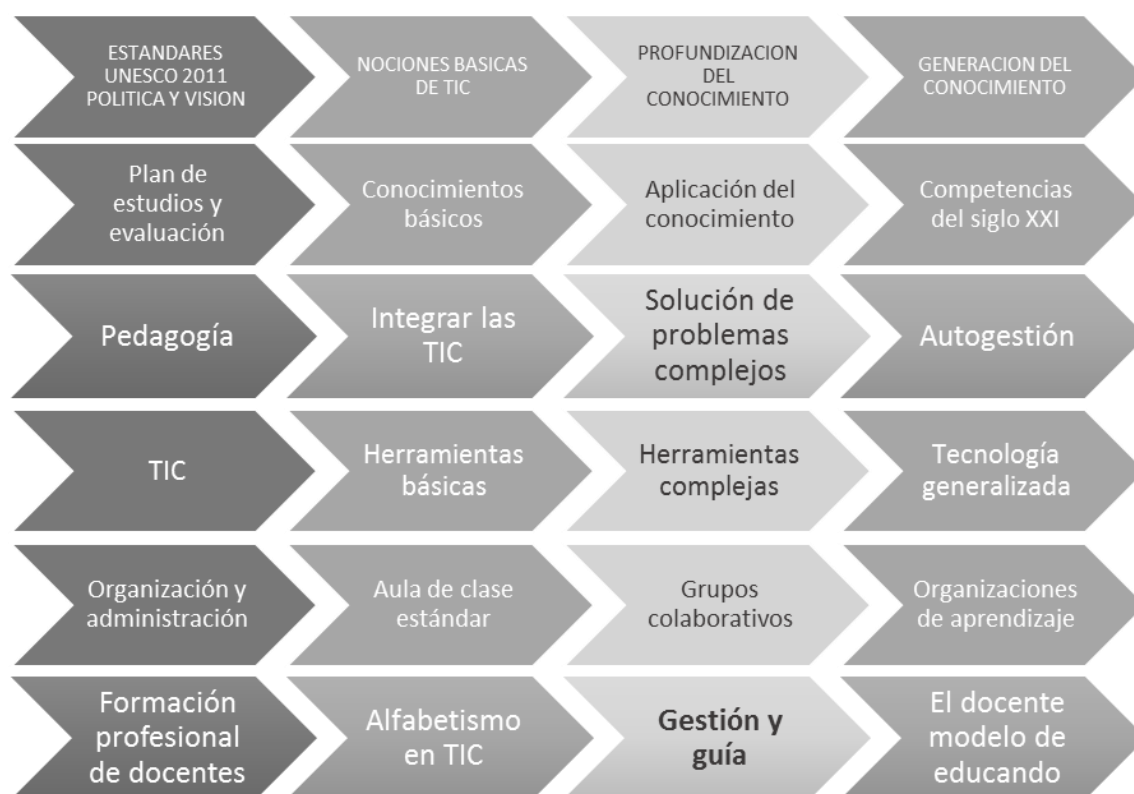 ESTANDARES
UNESCO 2011
POLITICA Y VISION
NOCIONES BASICAS
DE TIC
PROFUNDIZACION
DEL
CONOCIMIENTO
GENERACION DEL
CONOCIMIENTO
Plan de
estudios y
evaluación
Conocimientos
básicos
Aplicación del
conocimiento
Competencias
del siglo XXI
Pedagogía
Integrar las
TIC
Solución de
problemas
complejos
Autogestión
TIC
Herramientas
básicas
Herramientas
complejas
Tecnología
generalizada
Organización y
administración
Aula de clase
estándar
Grupos
colaborativos
Organizaciones
de aprendizaje
Formación
profesional
de docentes
Alfabetismo
en TIC
Gestión y
guía
El docente
modelo de
educando